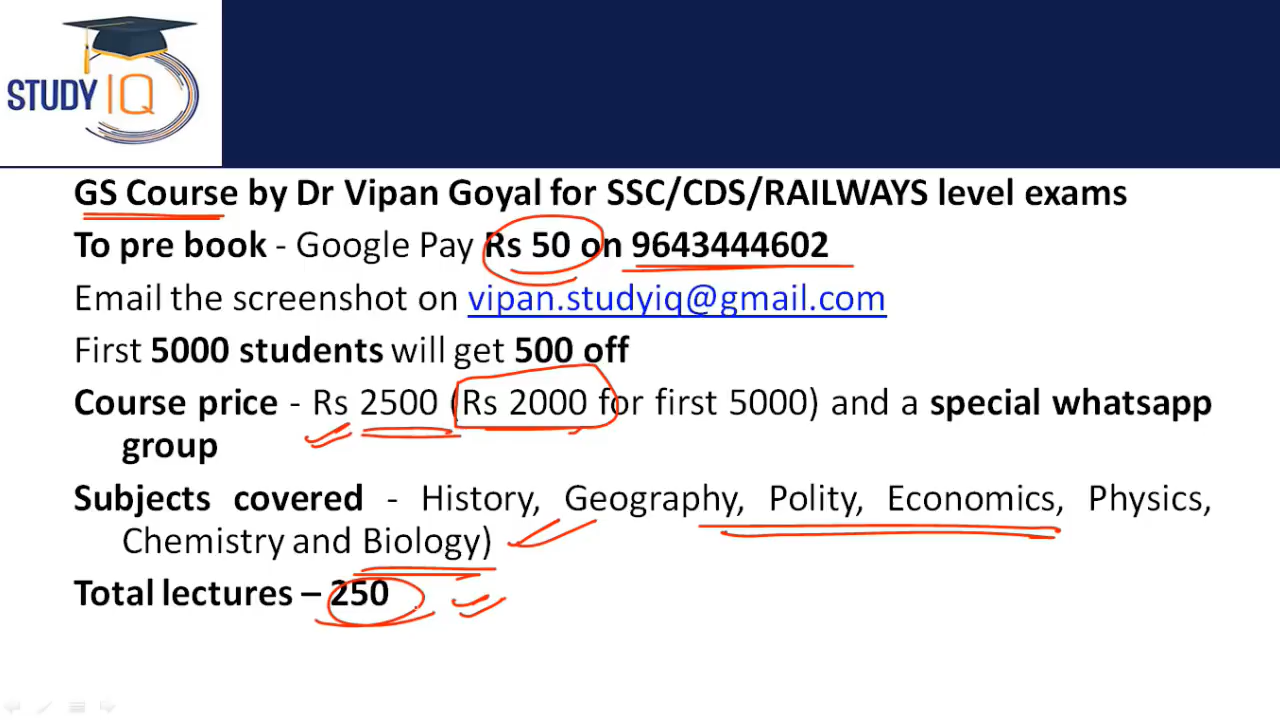 STUDY IQ
GS Course by Dr Vipan Goyal for SSC/CDS/RAILWAYS level exams
To pre book - Google Pay Rs 50 on 9643444602
Email the screenshot on vipan.studyiq@gmail.com
First 5000 students will get 500 off
Course price - Rs 2500 (Rs 2000 for first 5000) and a special whatsapp
group
Subjects covered - History, Geography, Polity, Economics, Physics,
Chemistry and Biology)
Total lectures – 250